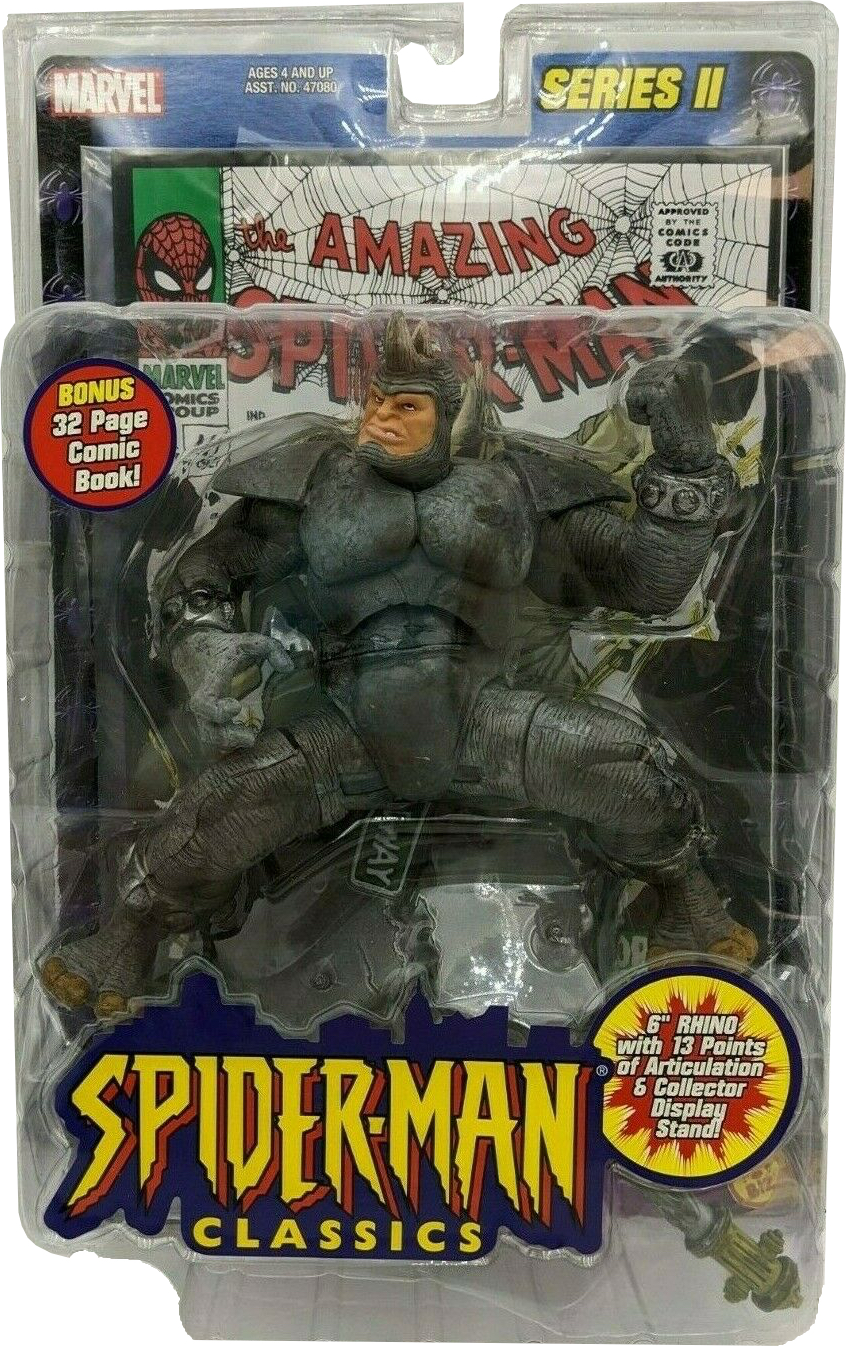 MARVEL
AGES 4 AND UP
ASST. NO. 47080
SERIES II
the AMAZING
SPIDER-MAN
APPROVED
BY THE
COMICS
CODE
CA
AUTHORITY
MARVEL
COMICS
GROUP
IND.
BONUS
32 Page
Comic
Book!
WAY
6" RHINO
with 13 Points
of Articulation
& Collector
Display
Stand!
SPIDER-MAN®
CLASSICS